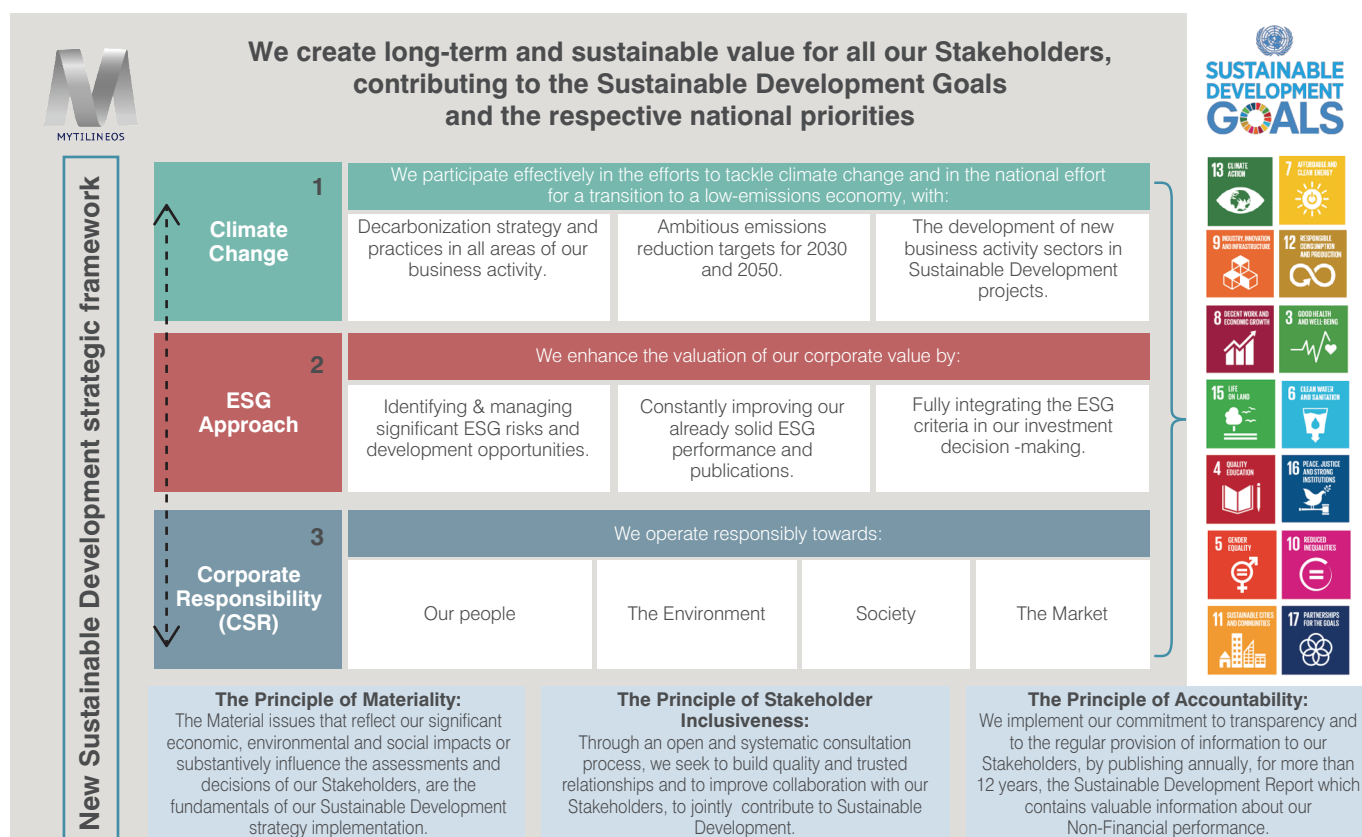 We create long-term and sustainable value for all our Stakeholders,
contributing to the Sustainable Development Goals
and the respective national priorities
MYTILINEOS
SUSTAINABLE
DEVELOPMENT
GOALS
New Sustainable Development strategic framework
1
Climate
Change
We participate effectively in the efforts to tackle climate change and in the national effort
for a transition to a low-emissions economy, with:
Decarbonization strategy and
practices in all areas of our
business activity.
Ambitious emissions
reduction targets for 2030
and 2050.
The development of new
business activity sectors in
Sustainable Development
projects.
2
ESG
Approach
We enhance the valuation of our corporate value by:
Identifying & managing
significant ESG risks and
development opportunities.
Constantly improving our
already solid ESG
performance and
publications.
Fully integrating the ESG
criteria in our investment
decision -making.
3
Corporate
Responsibility
(CSR)
We operate responsibly towards:
Our people
The Environment
Society
The Market
13 CLIMATE
ACTION
7 AFFORDABLE AND
CLEAN ENERGY
9 INDUSTRY, INNOVATION
AND INFRASTRUCTURE
12 RESPONSIBLE
CONSUMPTION
AND PRODUCTION
8 DECENT WORK AND
ECONOMIC GROWTH
3 GOOD HEALTH
AND WELL-BEING
15 LIFE
ON LAND
6 CLEAN WATER
AND SANITATION
4 QUALITY
EDUCATION
16 PEACE, JUSTICE
AND STRONG
INSTITUTIONS
5 GENDER
EQUALITY
10 REDUCED
INEQUALITIES
11 SUSTAINABLE CITIES
AND COMMUNITIES
17 PARTNERSHIPS
FOR THE GOALS
The Principle of Materiality:
The Material issues that reflect our significant
economic, environmental and social impacts or
substantively influence the assessments and
decisions of our Stakeholders, are the
fundamentals of our Sustainable Development
strategy implementation.
The Principle of Stakeholder
Inclusiveness:
Through an open and systematic consultation
process, we seek to build quality and trusted
relationships and to improve collaboration with our
Stakeholders, to jointly contribute to Sustainable
Development.
The Principle of Accountability:
We implement our commitment to transparency and
to the regular provision of information to our
Stakeholders, by publishing annually, for more than
12 years, the Sustainable Development Report which
contains valuable information about our
Non-Financial performance.